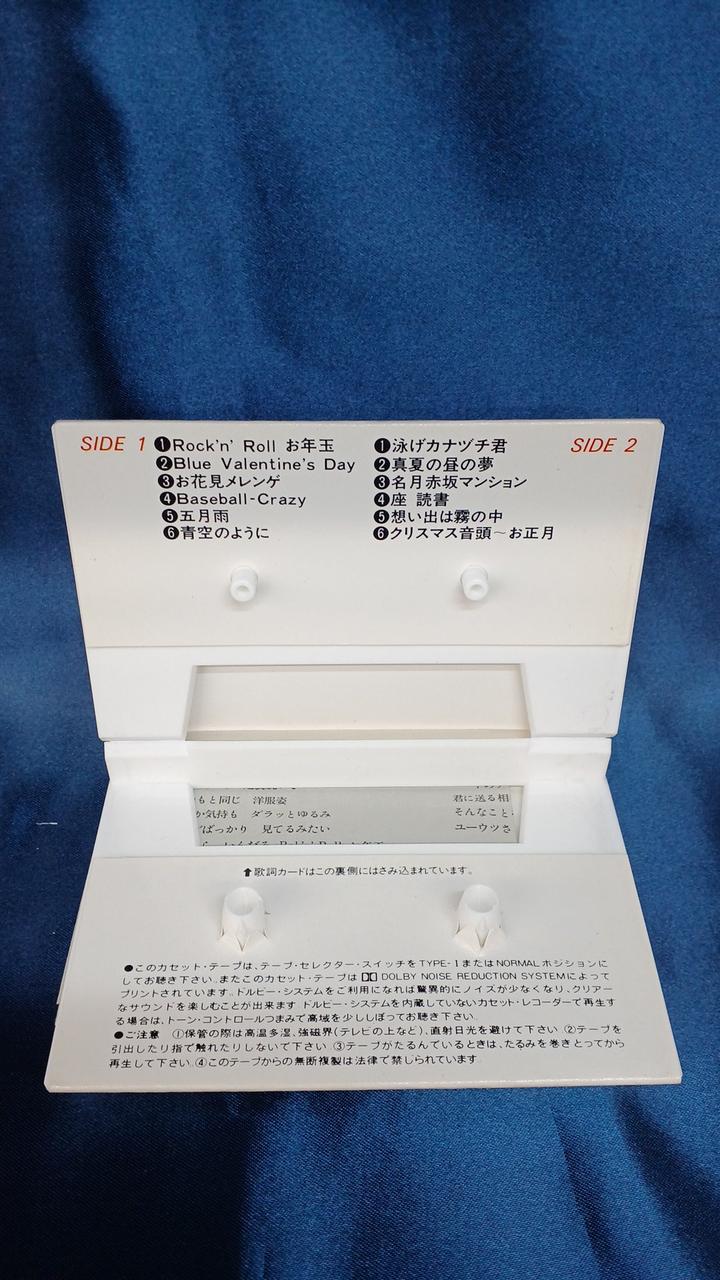 SIDE 1
❶Rock'n' Roll お年玉
❷Blue Valentine's Day
❸お花見メレンゲ
❹Baseball-Crazy
❺五月雨
❻青空のように
SIDE 2
❶泳げカナヅチ君
❷真夏の昼の夢
❸名月赤坂マンション
❹座 読書
❺想い出は霧の中
❻クリスマス音頭〜お正月
もと同じ 洋服姿
か気持も ダラッとゆるみ
ばっかり 見てるみたい
君に送る相
そんなこと
ユーウツさ
⬆歌詞カードはこの裏側にはさみ込まれています。
●このカセット・テープは、テープ・セレクター・スイッチをTYPE-IまたはNORMALポジションに
してお聴き下さい。またこのカセット・テープは DOLBY NOISE REDUCTION SYSTEMによって
プリントされています。ドルビー・システムをご利用になれば驚異的にノイズが少なくなり、クリアー
なサウンドを楽しむことが出来ます ドルビー・システムを内蔵していないカセット・レコーダーで再生す
る場合は、トーン・コントロールつまみで高域を少ししぼってお聴き下さい。
●ご注意 ①保管の際は高温多湿、強磁界(テレビの上など)、直射日光を避けて下さい ②テープを
引出したり指で触れたりしないで下さい ③テープがたるんでいるときは、たるみを巻きとってから
再生して下さい。④このテープからの無断複製は法律で禁じられています